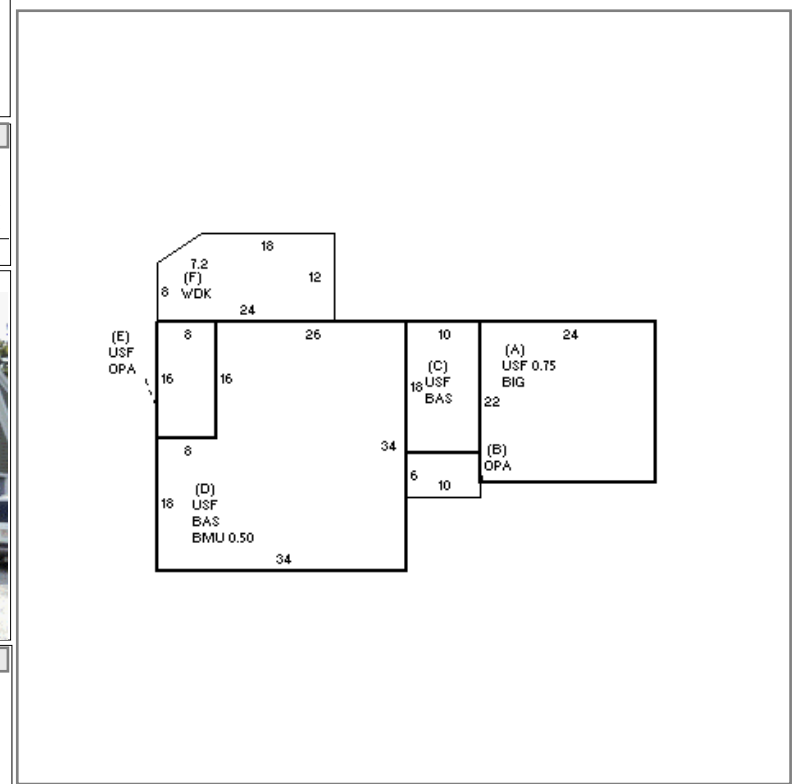 18
7.2
(F)
WDK
12
8
24
(E)
USF
OPA
8
26
10
24
(A)
USF 0.75
BIG
(C)
USF
BAS
16
16
18
22
34
8
(B)
OPA
6
10
(D)
USF
BAS
BMU 0.50
18
34